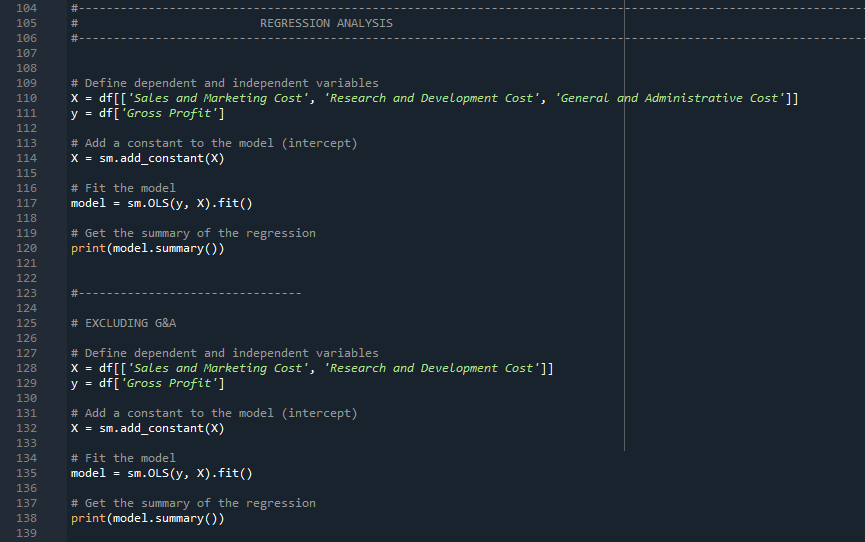 104 #----------------------------------------------------------------------------------------------------------------
105 #                          REGRESSION ANALYSIS
106 #----------------------------------------------------------------------------------------------------------------
107
108
109 # Define dependent and independent variables
110 X = df[['Sales and Marketing Cost', 'Research and Development Cost', 'General and Administrative Cost']]
111 y = df['Gross Profit']
112
113 # Add a constant to the model (intercept)
114 X = sm.add_constant(X)
115
116 # Fit the model
117 model = sm.OLS(y, X).fit()
118
119 # Get the summary of the regression
120 print(model.summary())
121
122
123 #--------------------------------
124
125 # EXCLUDING G&A
126
127 # Define dependent and independent variables
128 X = df[['Sales and Marketing Cost', 'Research and Development Cost']]
129 y = df['Gross Profit']
130
131 # Add a constant to the model (intercept)
132 X = sm.add_constant(X)
133
134 # Fit the model
135 model = sm.OLS(y, X).fit()
136
137 # Get the summary of the regression
138 print(model.summary())
139